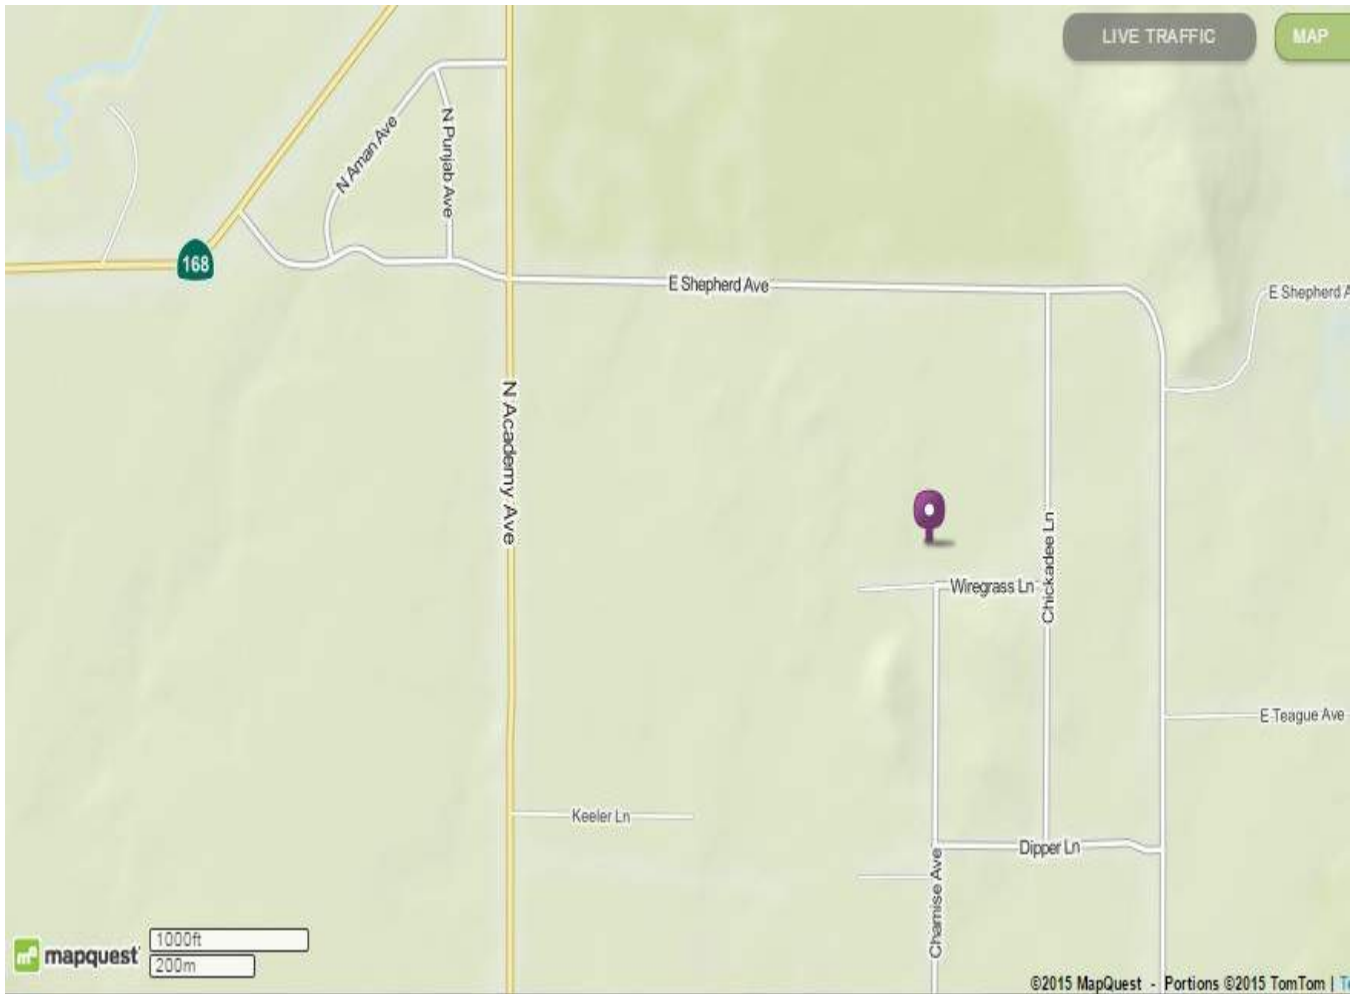 LIVE TRAFFIC
MAP
N Aman Ave
N Punjab Ave
168
E Shepherd Ave
E Shepherd A
N Academy Ave
Chickadee Ln
Wiregrass Ln
E Teague Ave
Keeler Ln
Dipper Ln
Chamise Ave
1000ft
m mapquest
200m
©2015 MapQuest - Portions ©2015 TomTom | Te